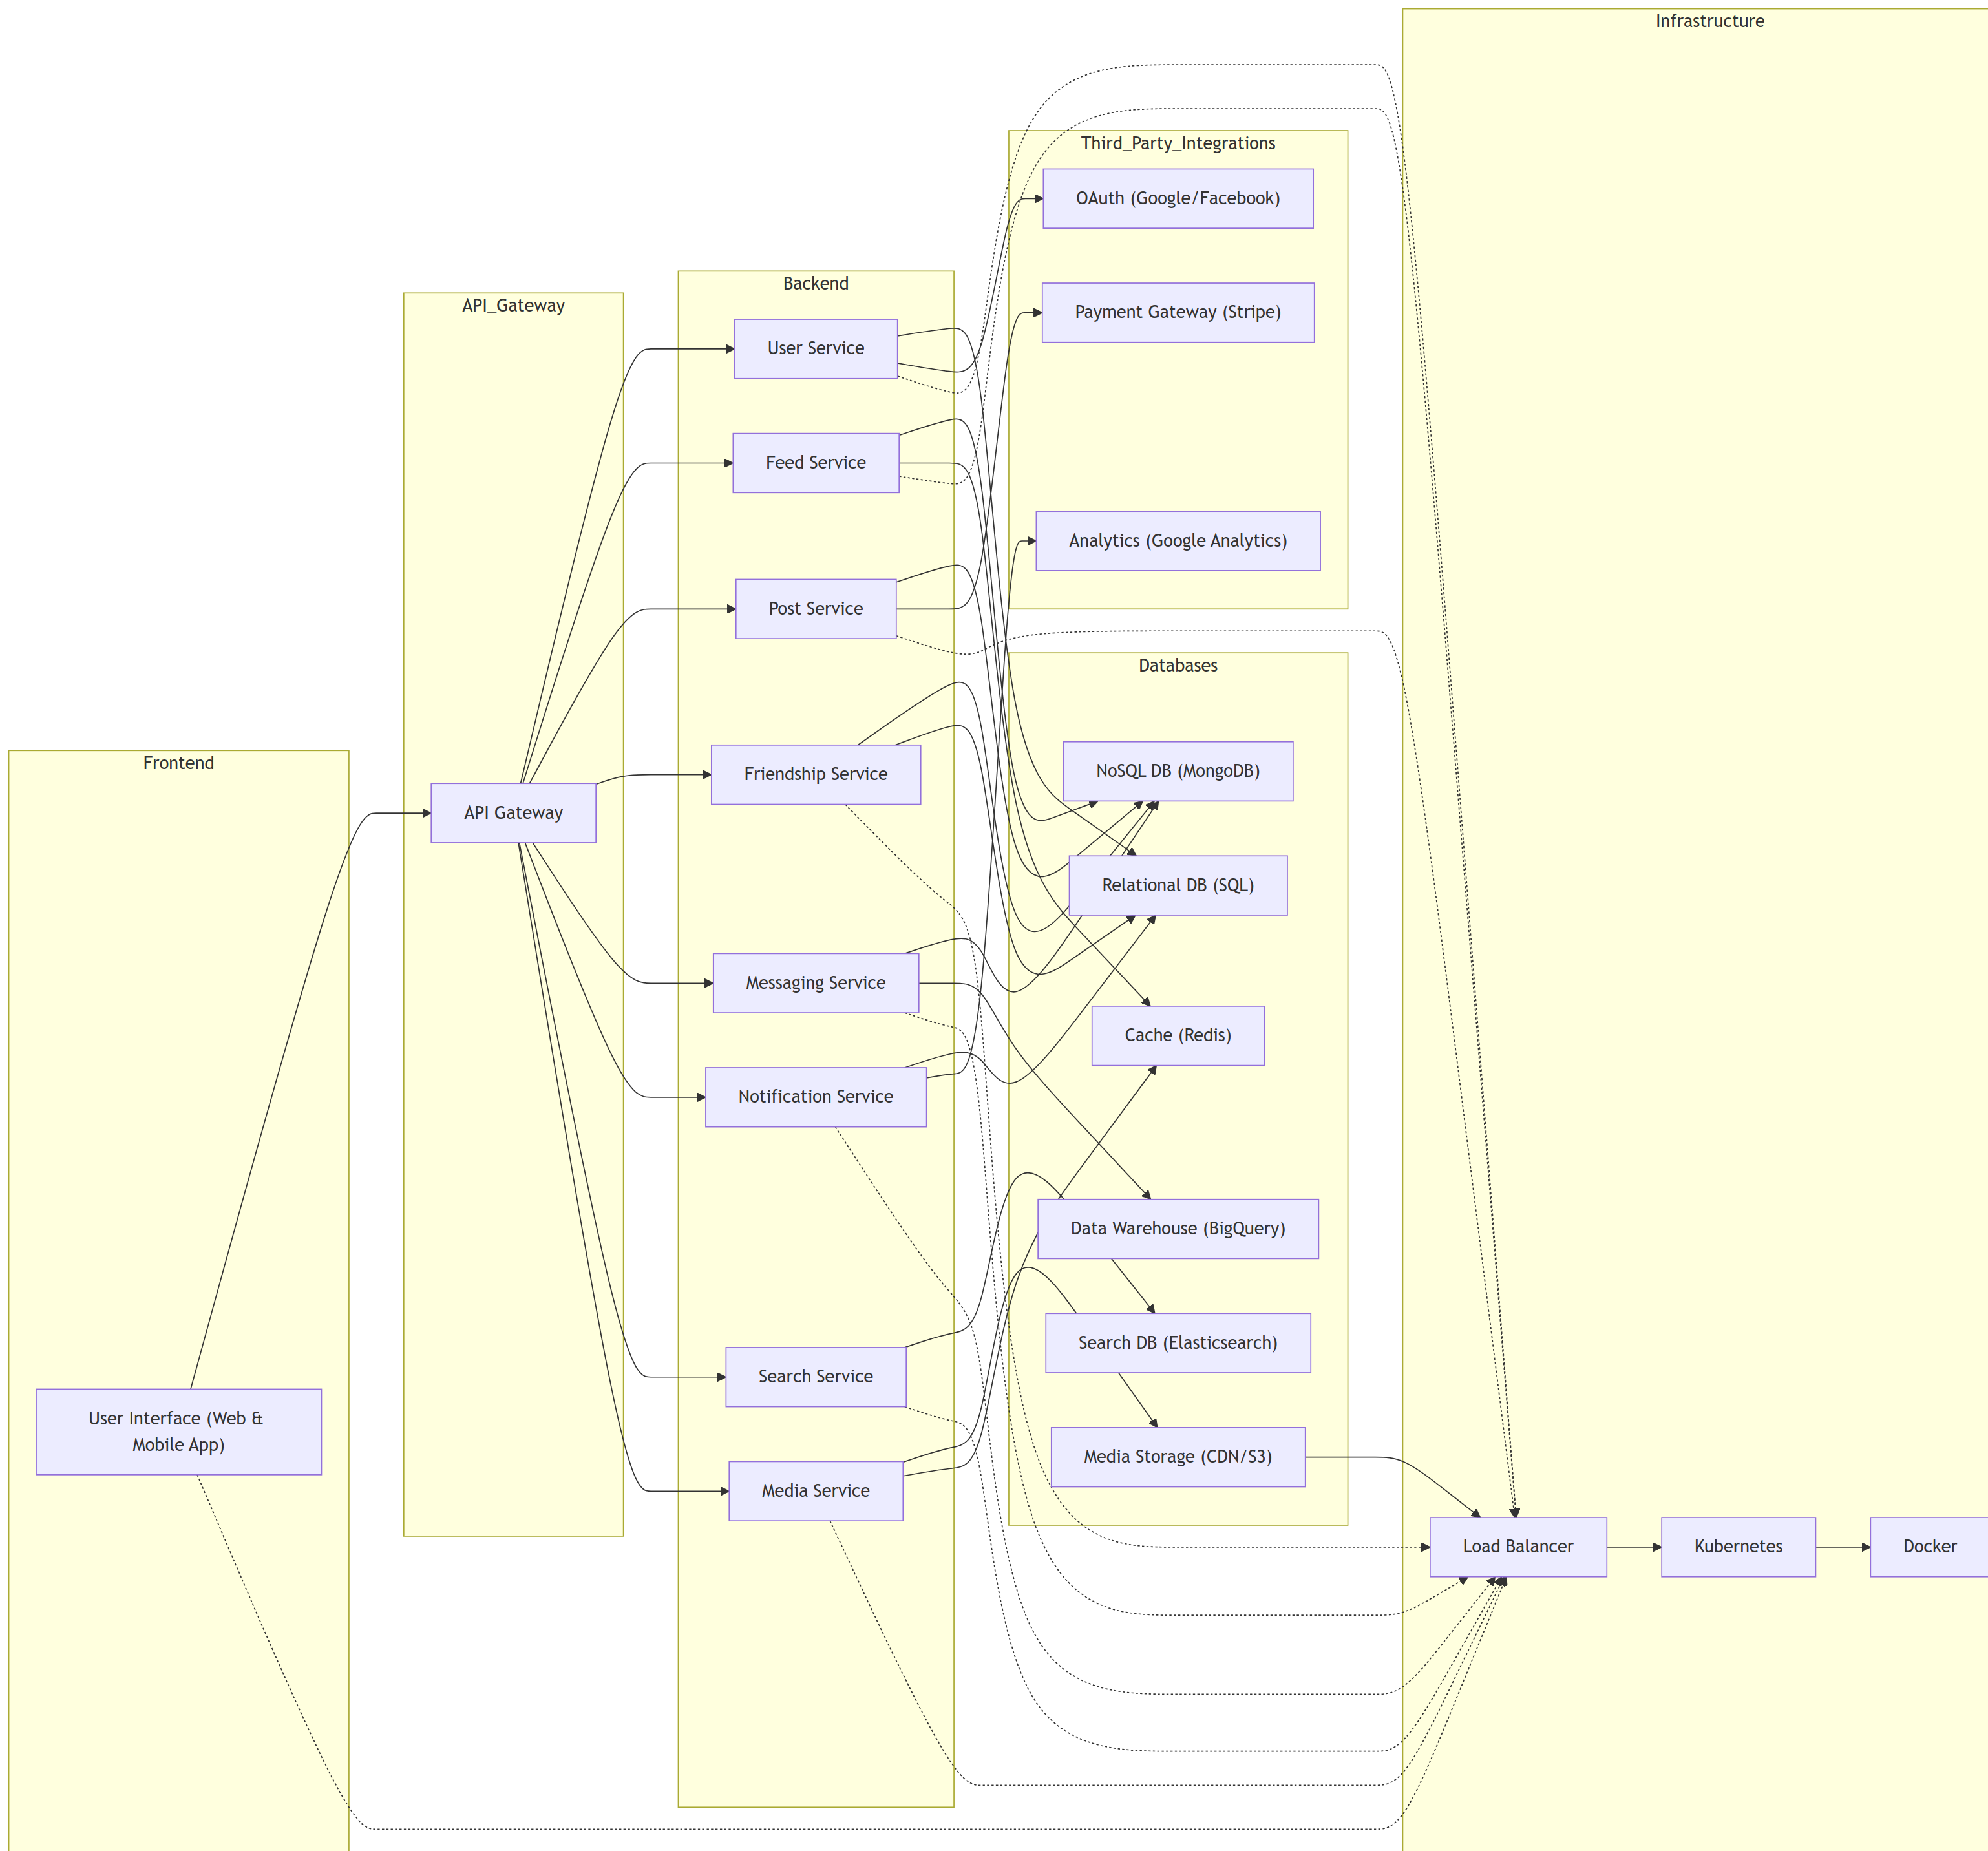 Infrastructure
Third_Party_Integrations
OAuth (Google/Facebook)
Payment Gateway (Stripe)
Analytics (Google Analytics)
Backend
User Service
Feed Service
Post Service
Friendship Service
Messaging Service
Notification Service
Search Service
Media Service
API_Gateway
API Gateway
Databases
NoSQL DB (MongoDB)
Relational DB (SQL)
Cache (Redis)
Data Warehouse (BigQuery)
Search DB (Elasticsearch)
Media Storage (CDN/S3)
Frontend
User Interface (Web &
Mobile App)
Load Balancer
Kubernetes
Docker